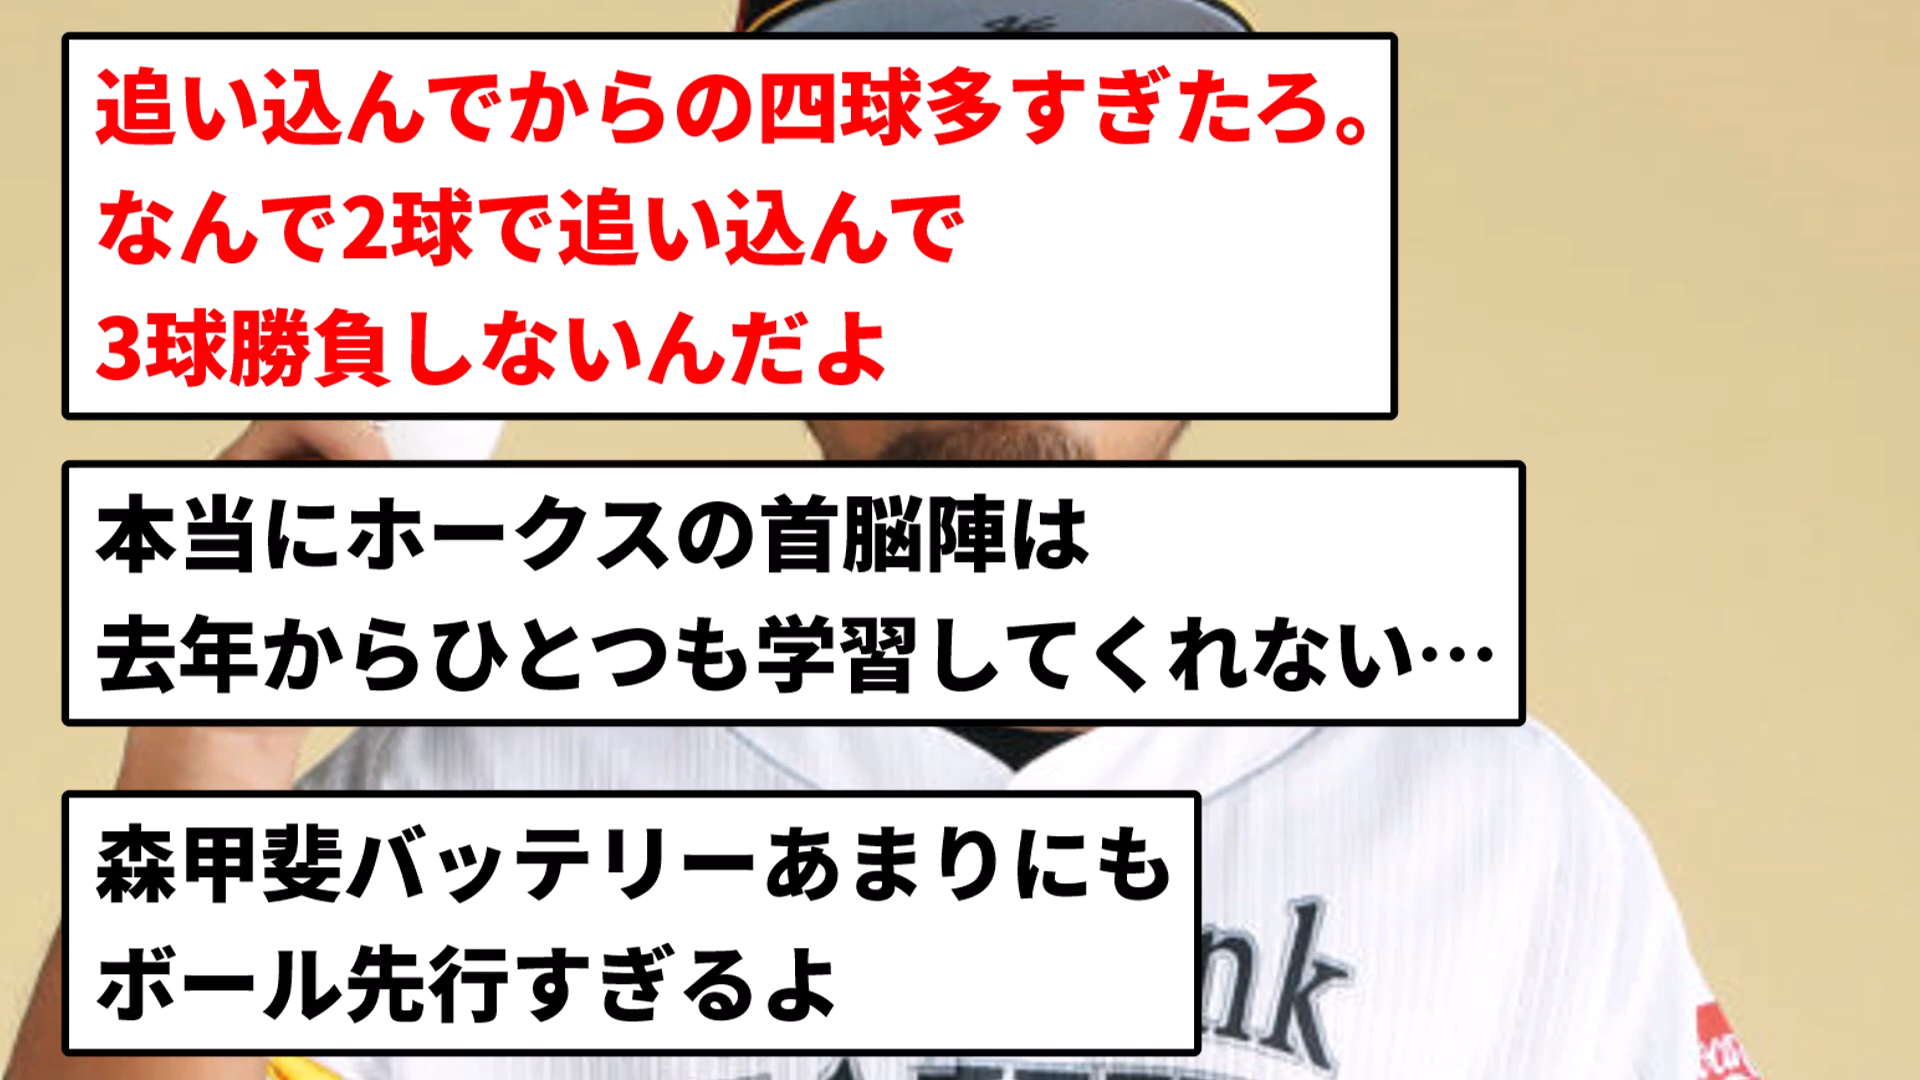 追い込んでからの四球多すぎたろ。
なんで2球で追い込んで
3球勝負しないんだよ
本当にホークスの首脳陣は
去年からひとつも学習してくれない…
森甲斐バッテリーあまりにも
ボール先行すぎるよ
nk